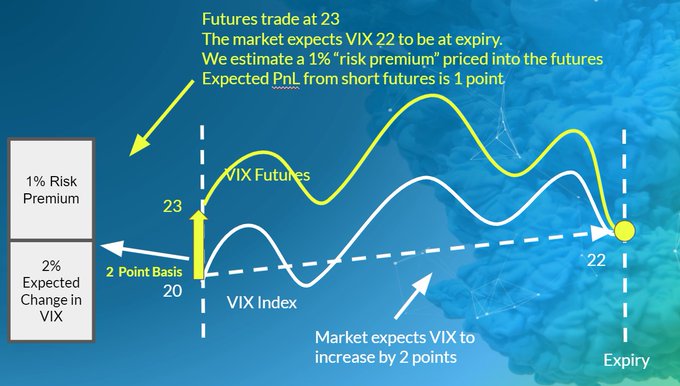 Futures trade at 23
The market expects VIX 22 to be at expiry.
We estimate a 1% “risk premium” priced into the futures
Expected PnL from short futures is 1 point
1% Risk
Premium
VIX Futures
23
2%
Expected
Change in
VIX
2 Point Basis
20
VIX Index
22
Market expects VIX to
increase by 2 points
Expiry